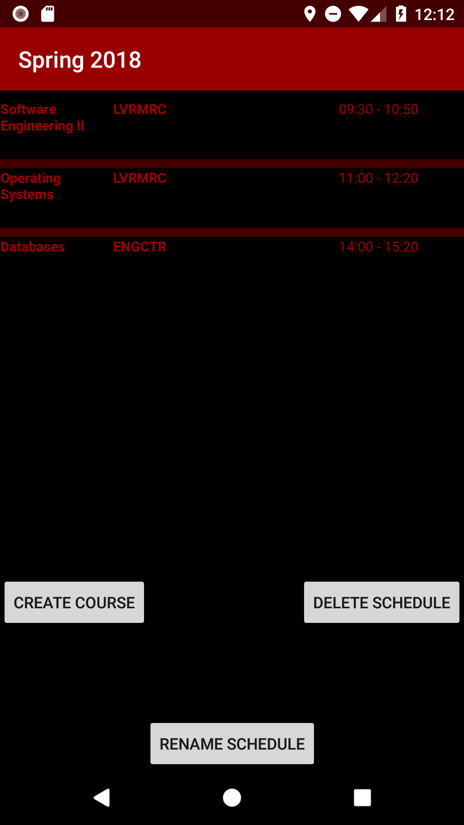 12:12
Spring 2018
Software Engineering II LVRMRC 09:30 - 10:50
Operating Systems LVRMRC 11:00 - 12:20
Databases ENGCTR 14:00 - 15:20
CREATE COURSE DELETE SCHEDULE
RENAME SCHEDULE